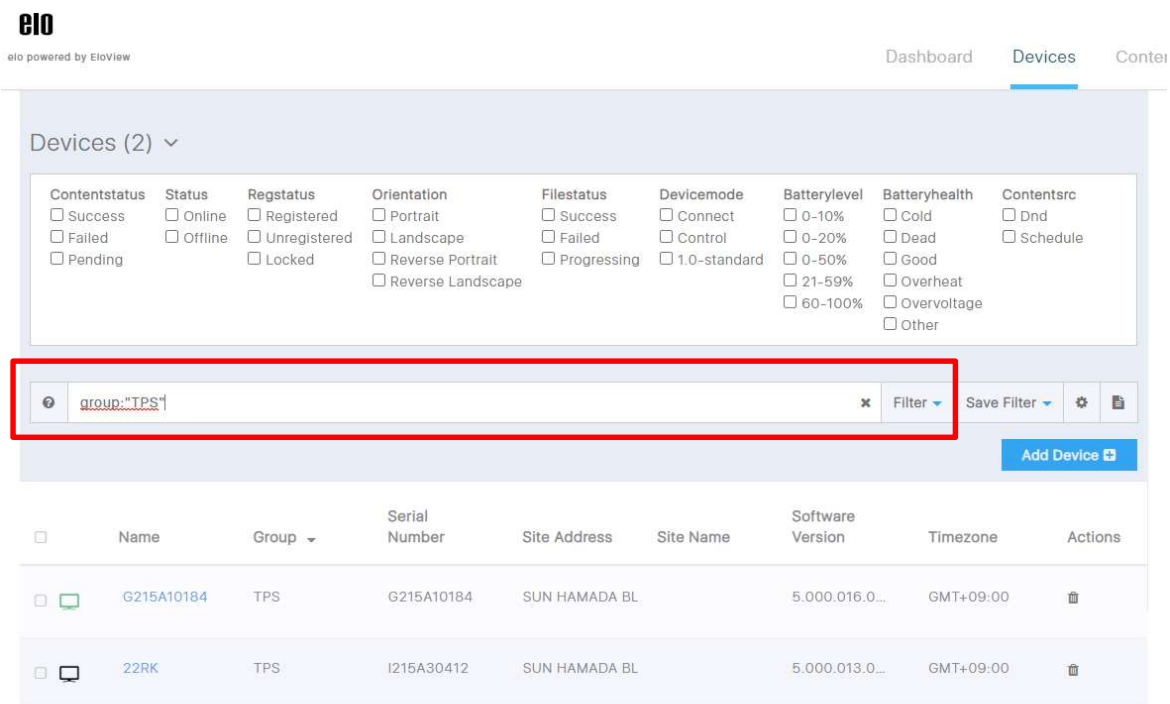 elo
elo powered by EloView
Dashboard Devices Conter
Devices (2)
Contentstatus Status Regstatus Orientation Filestatus Devicemode Batterylevel Batteryhealth Contentsrc
Success Online Registered Portrait Success Connect 0-10% Cold Dnd
Failed Offline Unregistered Landscape Failed Control 0-20% Dead Schedule
Pending Locked Reverse Portrait Progressing 1.0-standard 0-50% Good
Reverse Landscape 21-59% Overheat
60-100% Overvoltage
Other
group:"TPS" Filter Save Filter
Add Device
Name Group Serial Number Site Address Site Name Software Version Timezone Actions
G215A10184 TPS G215A10184 SUN HAMADA BL 5.000.016.0... GMT+09:00
22RK TPS I215A30412 SUN HAMADA BL 5.000.013.0... GMT+09:00